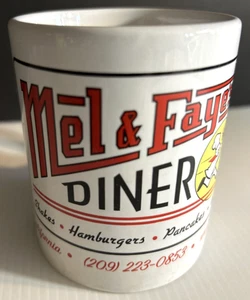 Mel & Faye
DINER
Shakes • Hamburgers • Pancakes
(209) 223-0853 •